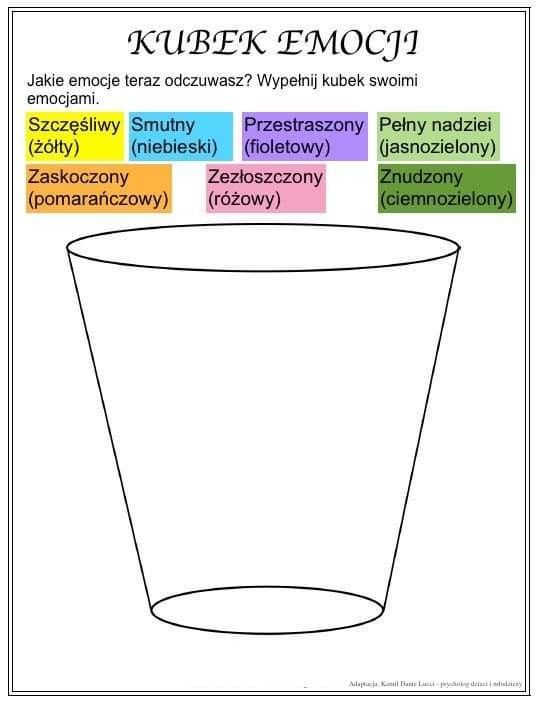 KUBEK EMOCJI
Jakie emocje teraz odczuwasz? Wypełnij kubek swoimi
emocjami.
Szczęśliwy Smutny Przestraszony Pełny nadziei
(żółty) (niebieski) (fioletowy) (jasnozielony)
Zaskoczony Zezłoszczony Znudzony
(pomarańczowy) (różowy) (ciemnozielony)
Adaptacja: Kamil Dante Lucci - psycholog dzieci i młodzieży